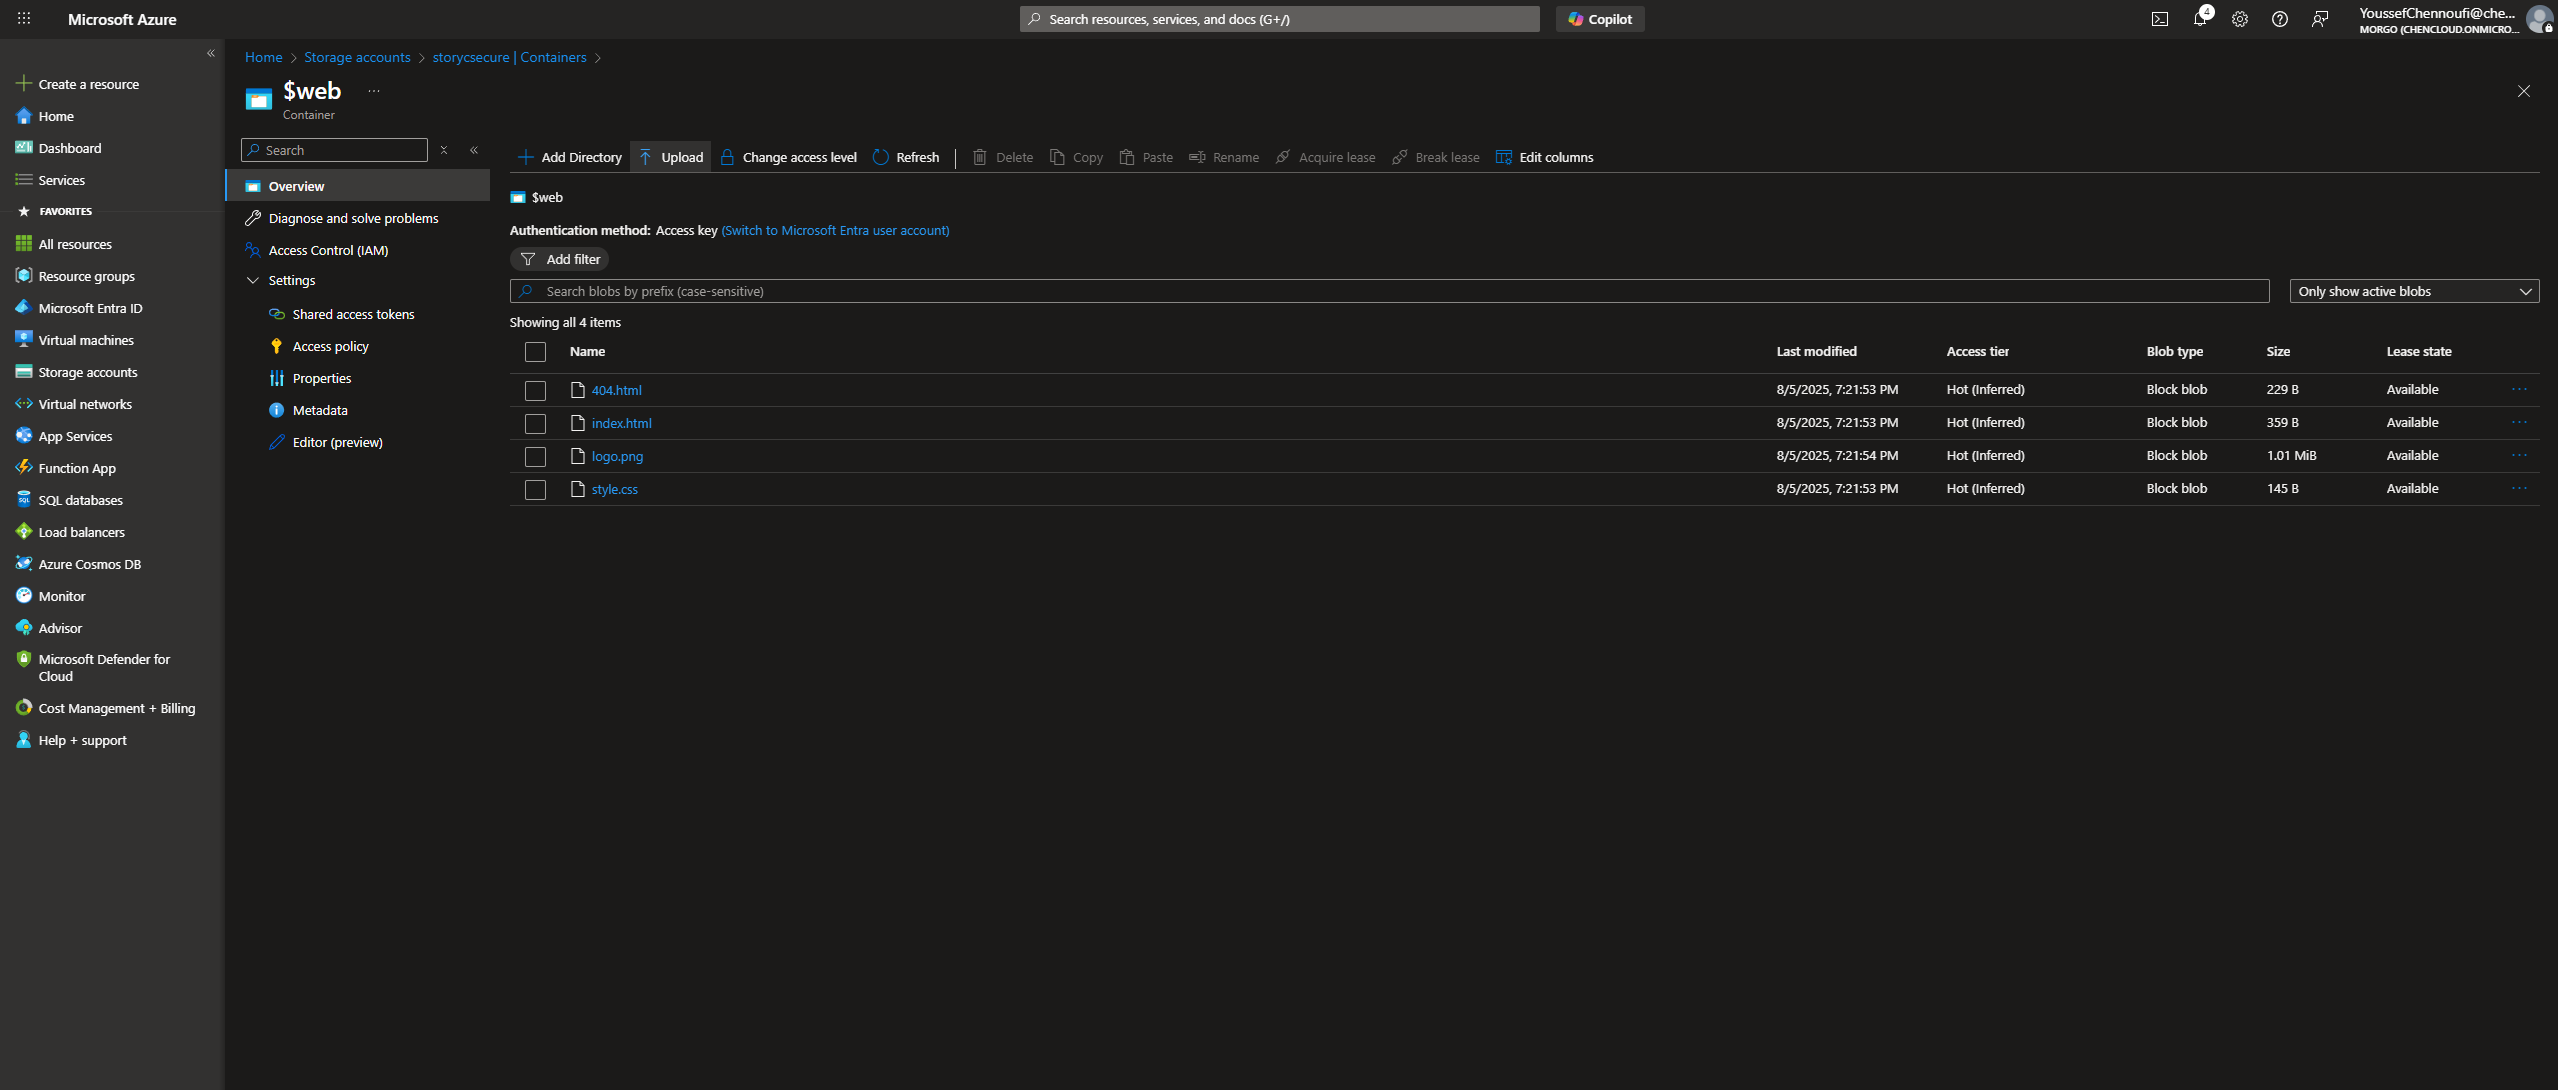 Microsoft Azure
Search resources, services, and docs (G+/)
Copilot
4
YoussefChennoufi@che...
MORGO (CHENCLOUD.ONMICRO...
Create a resource
Home
Dashboard
Services
FAVORITES
All resources
Resource groups
Microsoft Entra ID
Virtual machines
Storage accounts
Virtual networks
App Services
Function App
SQL databases
Load balancers
Azure Cosmos DB
Monitor
Advisor
Microsoft Defender for
Cloud
Cost Management + Billing
Help + support
Home > Storage accounts > storycsecure | Containers >
$web ...
Container
Search
Overview
Diagnose and solve problems
Access Control (IAM)
Settings
Shared access tokens
Access policy
Properties
Metadata
Editor (preview)
Add Directory Upload Change access level Refresh Delete Copy Paste Rename Acquire lease Break lease Edit columns
$web
Authentication method: Access key (Switch to Microsoft Entra user account)
Add filter
Search blobs by prefix (case-sensitive)
Only show active blobs
Showing all 4 items
Name Last modified Access tier Blob type Size Lease state
404.html 8/5/2025, 7:21:53 PM Hot (Inferred) Block blob 229 B Available ...
index.html 8/5/2025, 7:21:53 PM Hot (Inferred) Block blob 359 B Available ...
logo.png 8/5/2025, 7:21:54 PM Hot (Inferred) Block blob 1.01 MiB Available ...
style.css 8/5/2025, 7:21:53 PM Hot (Inferred) Block blob 145 B Available ...